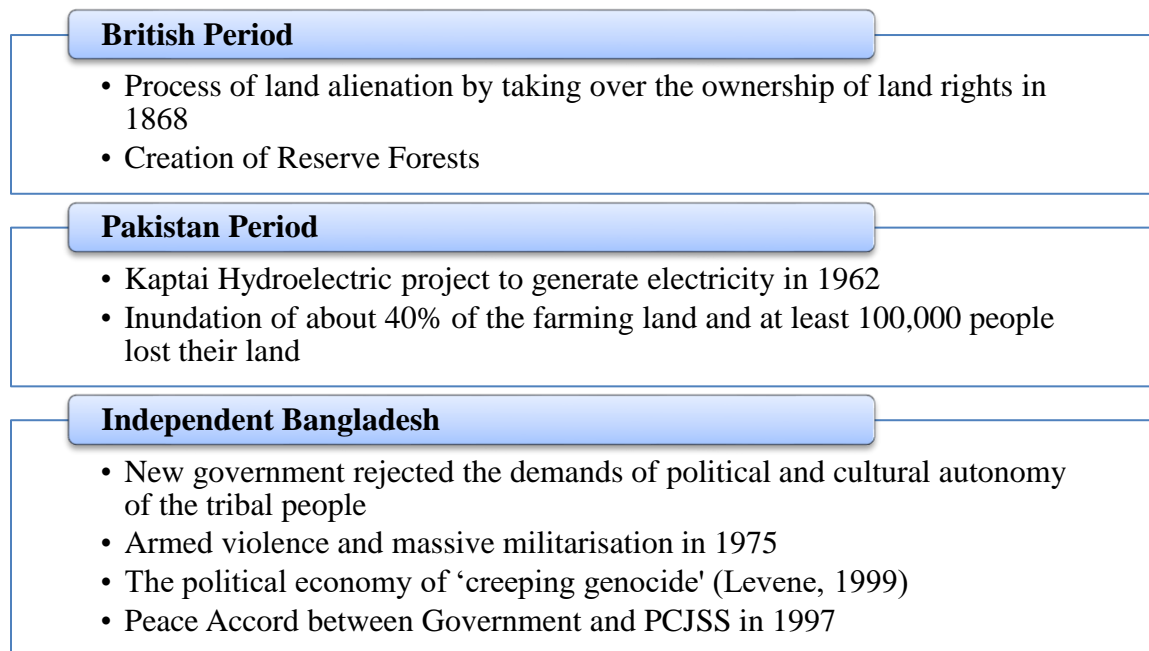 British Period
• Process of land alienation by taking over the ownership of land rights in
1868
• Creation of Reserve Forests
Pakistan Period
• Kaptai Hydroelectric project to generate electricity in 1962
• Inundation of about 40% of the farming land and at least 100,000 people
lost their land
Independent Bangladesh
• New government rejected the demands of political and cultural autonomy
of the tribal people
• Armed violence and massive militarisation in 1975
• The political economy of ‘creeping genocide' (Levene, 1999)
• Peace Accord between Government and PCJSS in 1997